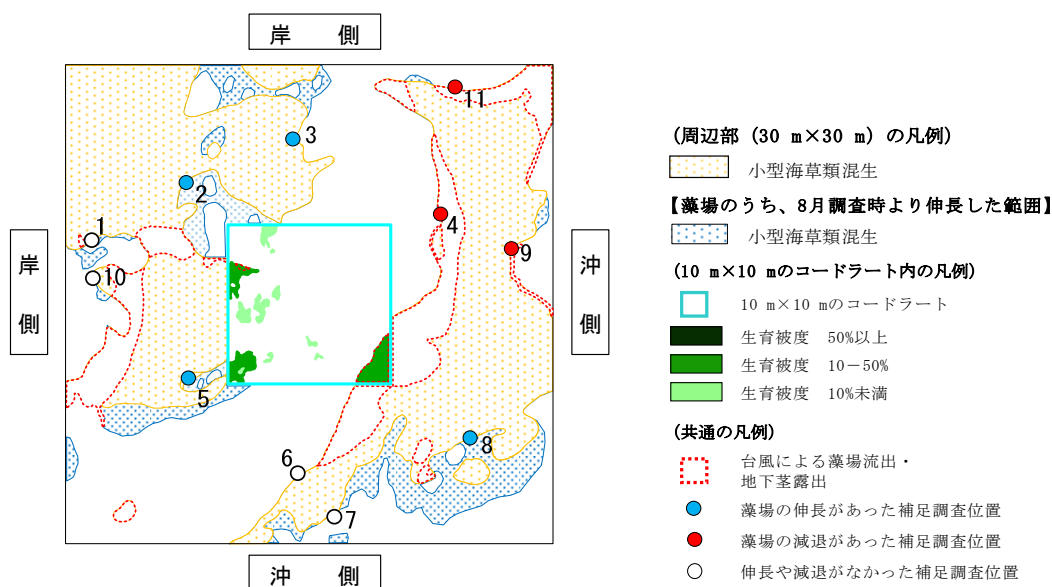 岸 側
11
3
2
4
1
9
10
岸
側
沖
側
5
8
6
7
沖 側
(周辺部 (30 m×30 m) の凡例)
小型海草類混生
【藻場のうち、8月調査時より伸長した範囲】
小型海草類混生
(10 m×10 mのコードラート内の凡例)
10 m×10 mのコードラート
生育被度 50%以上
生育被度 10－50%
生育被度 10%未満
(共通の凡例)
台風による藻場流出・
地下茎露出
藻場の伸長があった補足調査位置
藻場の減退があった補足調査位置
伸長や減退がなかった補足調査位置